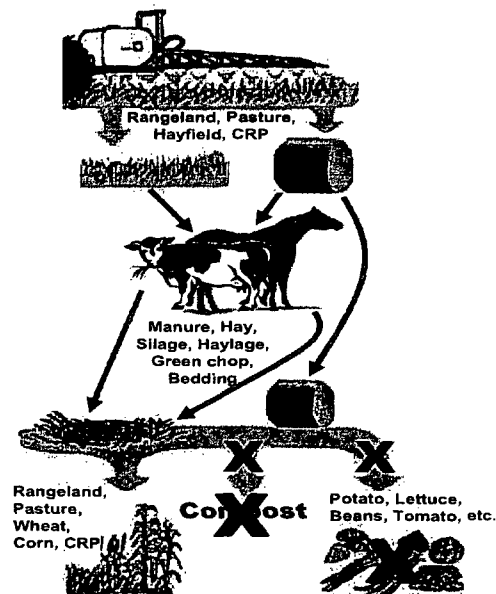 Rangeland, Pasture,
Hayfield, CRP
Manure, Hay,
Silage, Haylage,
Green chop,
Bedding
Rangeland,
Pasture,
Wheat,
Corn, CRP
Compost
Potato, Lettuce,
Beans, Tomato, etc.